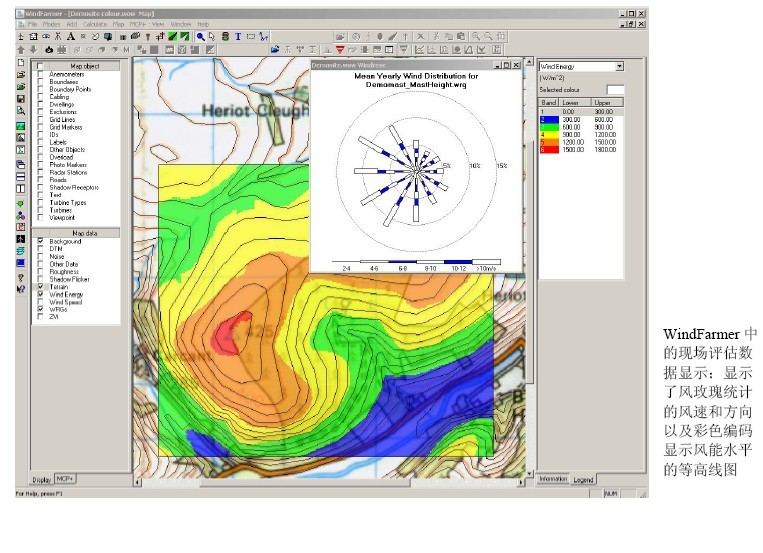 WindFarmer - [Demosite colour.wow Map]
File Modes Add Calculate Map MCP+ View Window Help
Map object
Anemometers
Boundaries
Boundary Points
Cabling
Dwellings
Exclusions
Grid Lines
Grid Markers
IDs
Labels
Other Objects
Overload
Photo Markers
Radar Stations
Roads
Shadow Receptors
Text
Turbine Types
Turbines
Viewpoint
Map data
Background
DTM
Noise
Other Data
Roughness
Shadow Flicker
Terrain
Wind Energy
Wind Speed
WRGs
ZVI
Display MCP+
For Help, press F1
Heriot Cleugh
425
Heriot
Demosite.wow Windrose
Mean Yearly Wind Distribution for
Demomast_MastHeight.wrg
5% 10% 15%
2-4 4-6 6-8 8-10 10-12 >10m/s
Wind Energy
(W/m^2)
Selected colour
Band Lower Upper
1 0.00 300.00
2 300.00 600.00
3 600.00 900.00
4 900.00 1200.00
5 1200.00 1500.00
6 1500.00 1800.00
Information Legend
NUM
WindFarmer 中
的现场评估数
据显示：显示
了风玫瑰统计
的风速和方向
以及彩色编码
显示风能水平
的等高线图